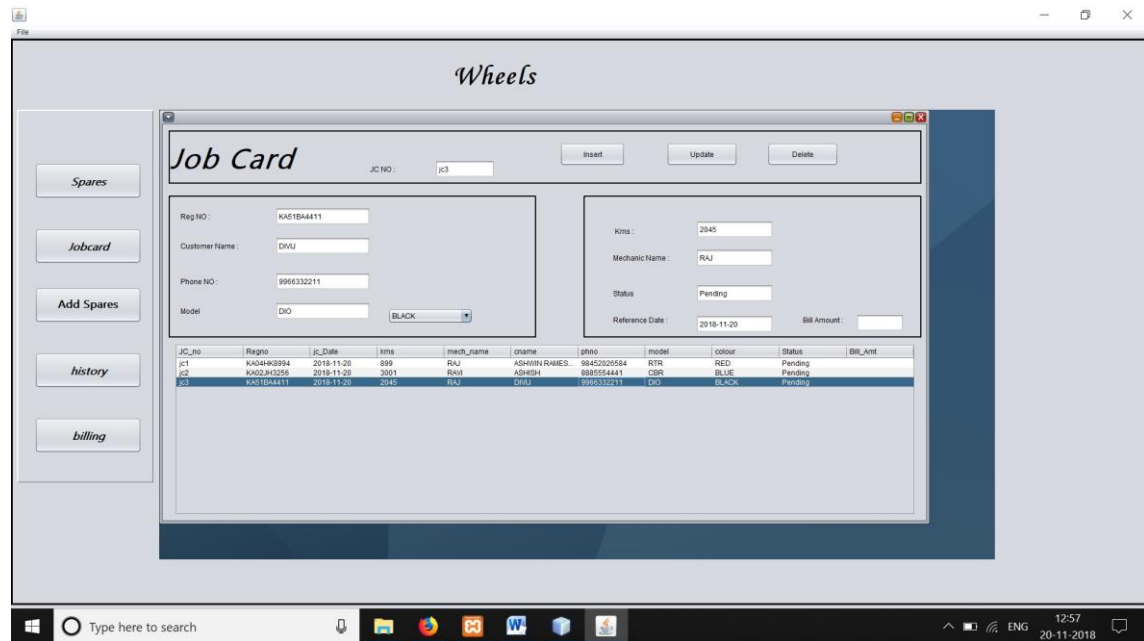 File
Wheels
Spares
Jobcard
Add Spares
history
billing
Job Card
JC NO :
jc3
Insert
Update
Delete
Reg NO :
KA51BA4411
Customer Name :
DIVIJ
Phone NO :
9966332211
Model
DIO
BLACK
Kms :
2045
Mechanic Name :
RAJ
Status
Pending
Reference Date :
2018-11-20
Bill Amount :
JC_no Regno jc_Date kms mech_name cname phno model colour Status Bill_Amt
jc1 KA04HK8994 2018-11-20 899 RAJ ASHWIN RAMES... 98452026584 RTR RED Pending
jc2 KA02JH3256 2018-11-20 3001 RAVI ASHISH 8885554441 CBR BLUE Pending
jc3 KA51BA4411 2018-11-20 2045 RAJ DIVIJ 9966332211 DIO BLACK Pending
Type here to search
ENG
12:57
20-11-2018